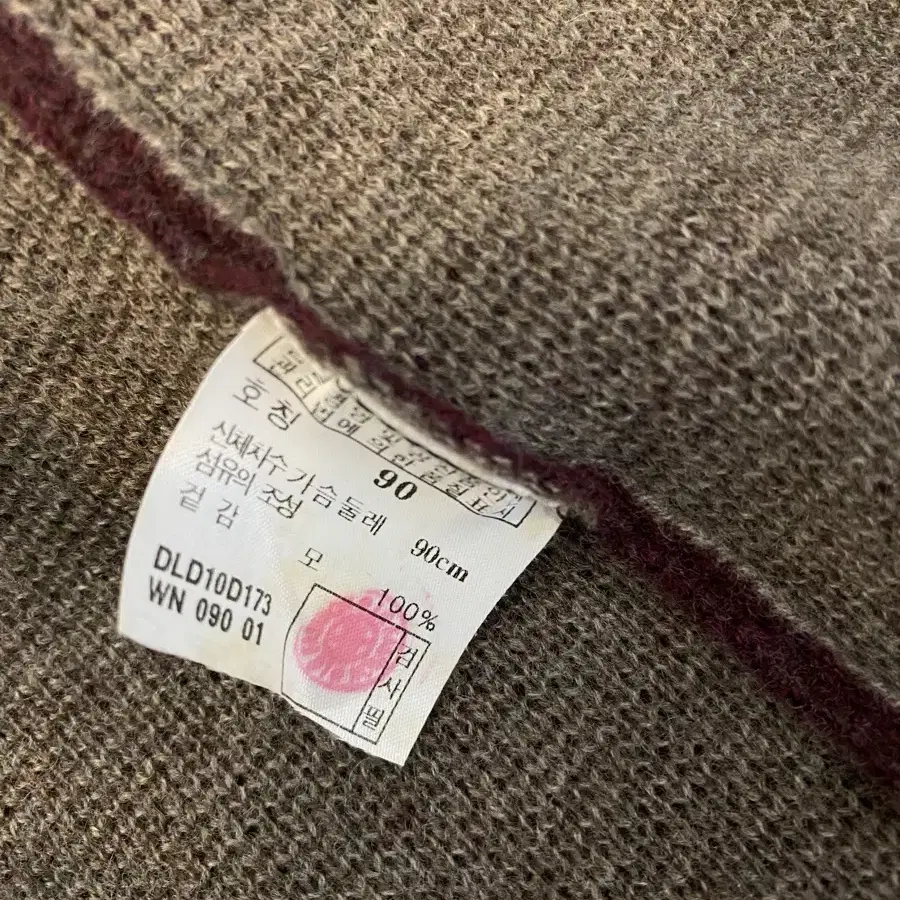 호칭 90
신체치수 가슴둘레 90cm
섬유의 조성
겉감 모 100%
DLD10D173
WN 090 01
검사필